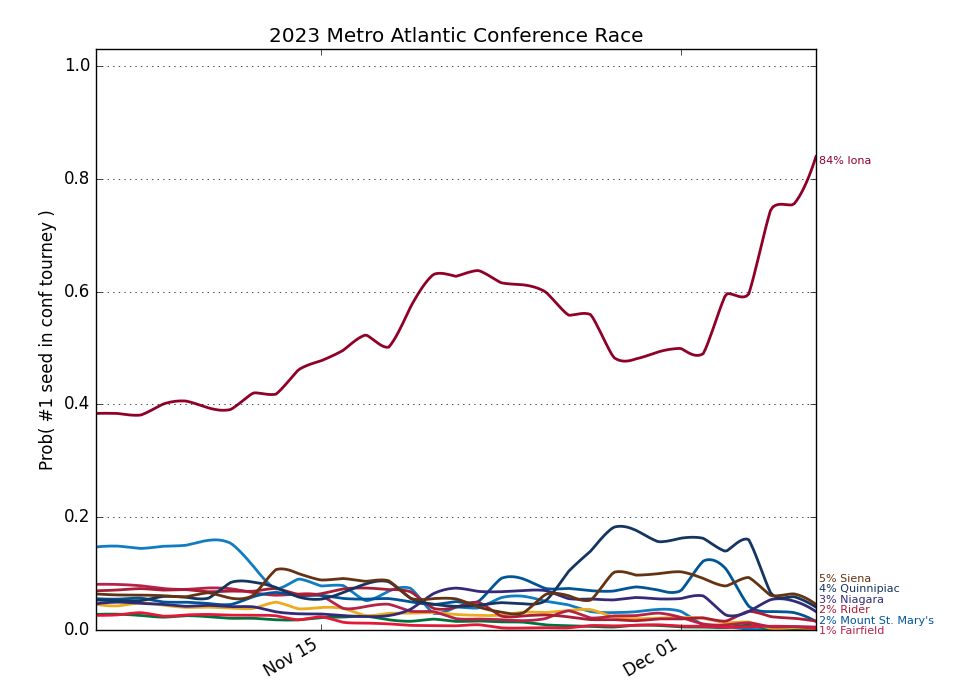 2023 Metro Atlantic Conference Race
Prob( #1 seed in conf tourney )
1.0
0.8
0.6
0.4
0.2
0.0
Nov 15
Dec 01
84% Iona
5% Siena
4% Quinnipiac
3% Niagara
2% Rider
2% Mount St. Mary's
1% Fairfield